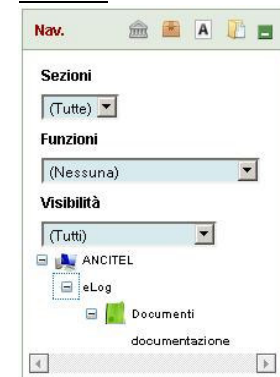 Nav. A
Sezioni
(Tutte)
Funzioni
(Nessuna)
Visibilità
(Tutti)
ANCITEL
eLog
Documenti
documentazione